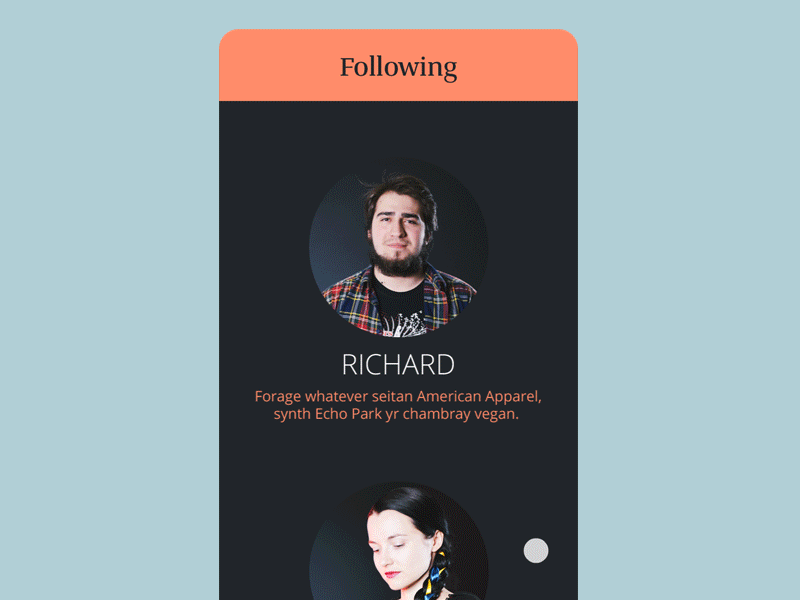 Following
RICHARD
Forage whatever seitan American Apparel,
synth Echo Park yr chambray vegan.